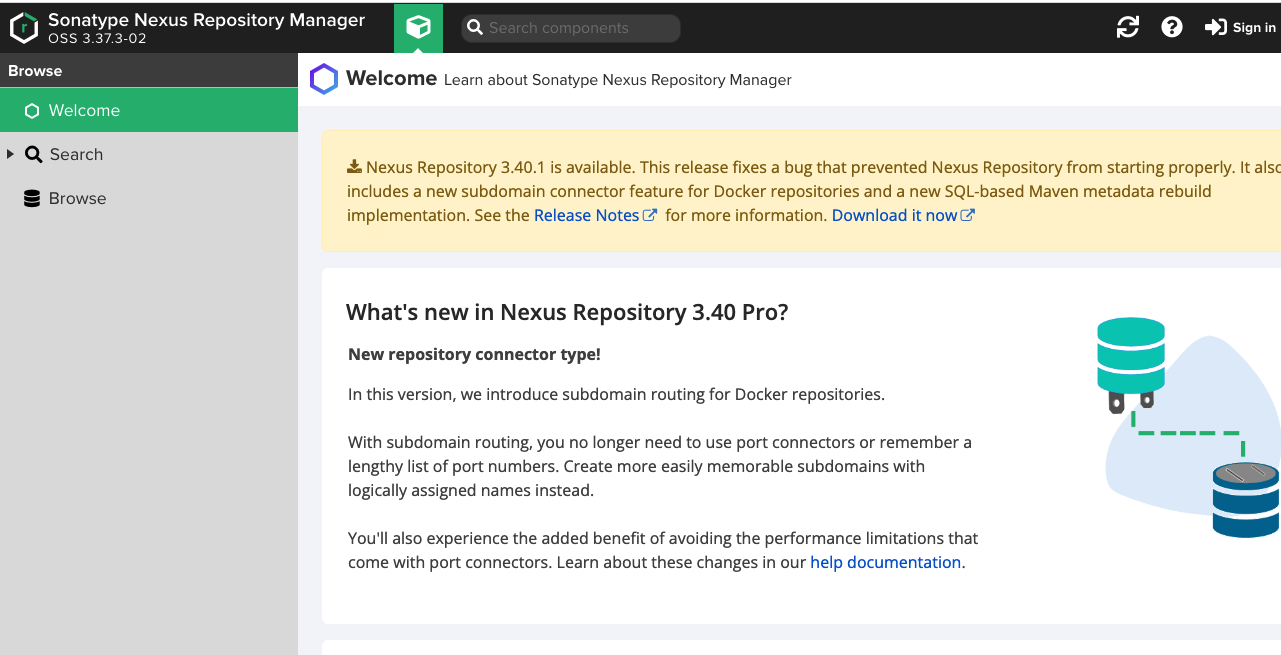 Sonatype Nexus Repository Manager
OSS 3.37.3-02
Search components
Sign in
Browse
Welcome
Search
Browse
Welcome Learn about Sonatype Nexus Repository Manager
Nexus Repository 3.40.1 is available. This release fixes a bug that prevented Nexus Repository from starting properly. It also
includes a new subdomain connector feature for Docker repositories and a new SQL-based Maven metadata rebuild
implementation. See the Release Notes for more information. Download it now
What's new in Nexus Repository 3.40 Pro?
New repository connector type!
In this version, we introduce subdomain routing for Docker repositories.
With subdomain routing, you no longer need to use port connectors or remember a
lengthy list of port numbers. Create more easily memorable subdomains with
logically assigned names instead.
You'll also experience the added benefit of avoiding the performance limitations that
come with port connectors. Learn about these changes in our help documentation.